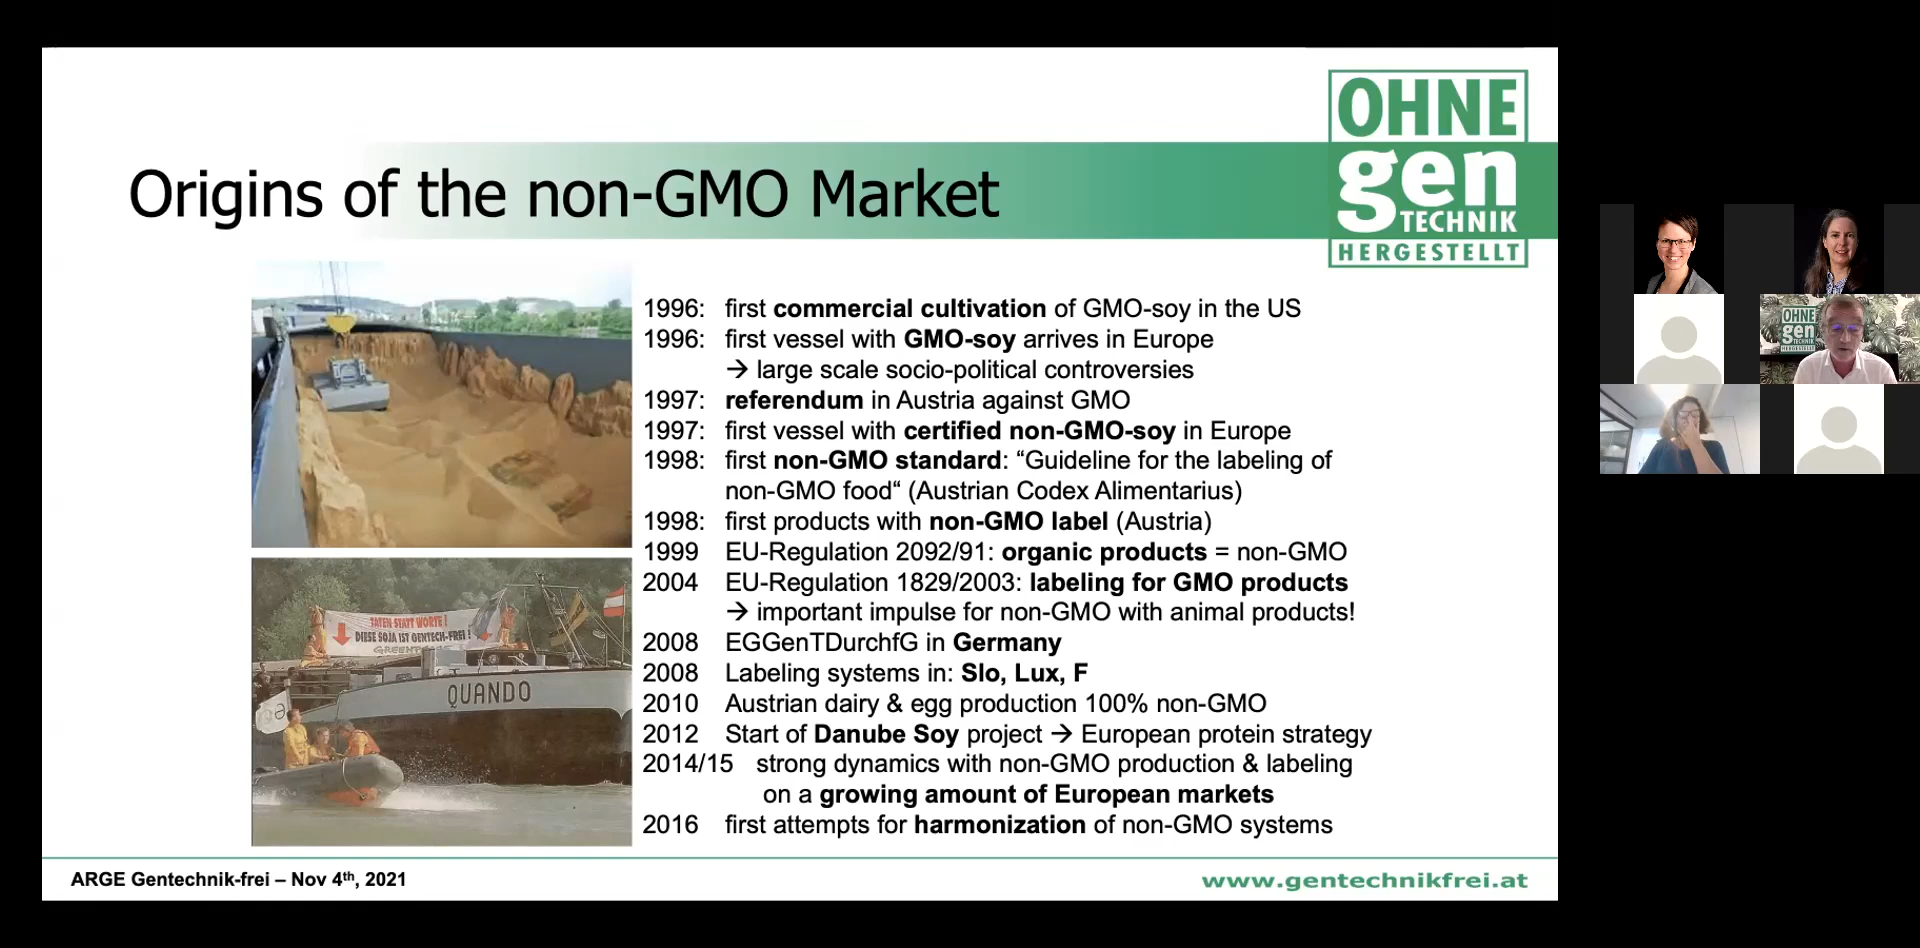 OHNE
gen
TECHNIK
HERGESTELLT
Origins of the non-GMO Market
1996: first commercial cultivation of GMO-soy in the US
1996: first vessel with GMO-soy arrives in Europe
→ large scale socio-political controversies
1997: referendum in Austria against GMO
1997: first vessel with certified non-GMO-soy in Europe
1998: first non-GMO standard: “Guideline for the labeling of
non-GMO food“ (Austrian Codex Alimentarius)
1998: first products with non-GMO label (Austria)
1999 EU-Regulation 2092/91: organic products = non-GMO
2004 EU-Regulation 1829/2003: labeling for GMO products
→ important impulse for non-GMO with animal products!
2008 EGGenTDurchfG in Germany
2008 Labeling systems in: Slo, Lux, F
2010 Austrian dairy & egg production 100% non-GMO
2012 Start of Danube Soy project → European protein strategy
2014/15 strong dynamics with non-GMO production & labeling
on a growing amount of European markets
2016 first attempts for harmonization of non-GMO systems
TATEN STATT WORTE!
DIESE SOJA IST GENTECH-FREI!
GREENPEACE
QUANDO
ARGE Gentechnik-frei – Nov 4th, 2021
www.gentechnikfrei.at
OHNE
gen
TECHNIK
HERGESTELLT